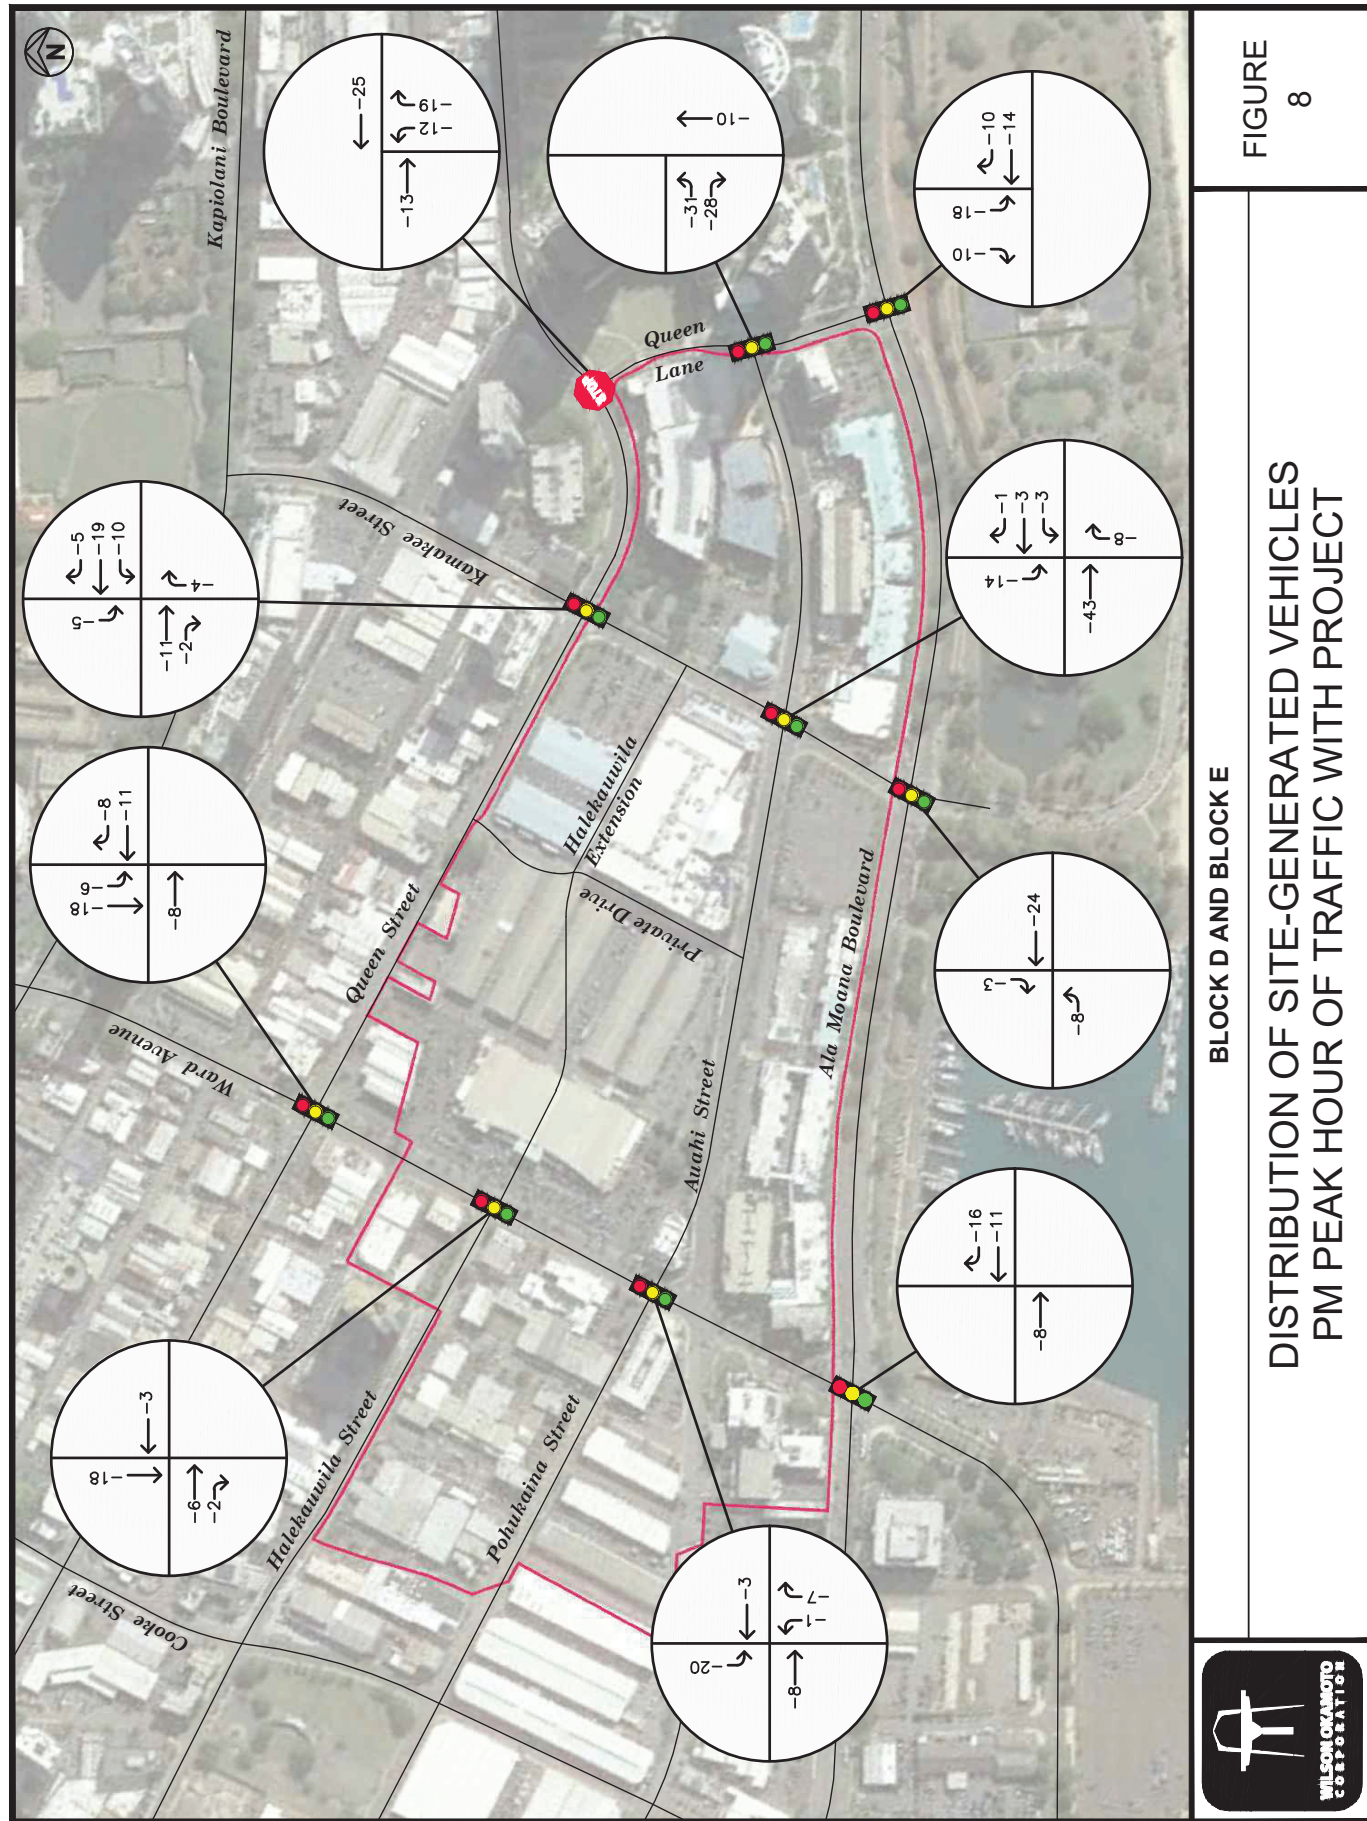 N
Kapiolani Boulevard
Cooke Street
Ward Avenue
Kamakee Street
Queen Street
Halekauwila Street
Pohukaina Street
Auahi Street
Halekauwila
Extension
Private Drive
Queen
Lane
Ala Moana Boulevard
STOP
-18
-3
-6
-2
-18
-6
-8
-11
-8
-5
-5
-19
-10
-11
-2
-4
-25
-13
-12
-19
-31
-28
-10
-10
-18
-10
-14
-14
-1
-3
-3
-43
-8
-3
-24
-8
-16
-11
-8
-20
-3
-8
-1
-7
WILSON OKAMOTO
CORPORATION
BLOCK D AND BLOCK E
DISTRIBUTION OF SITE-GENERATED VEHICLES
PM PEAK HOUR OF TRAFFIC WITH PROJECT
FIGURE
8